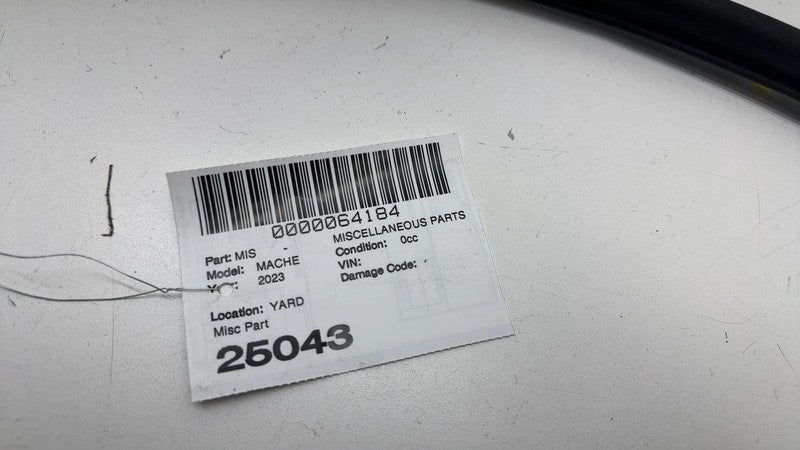 0000064184
Part: MIS - MISCELLANEOUS PARTS
Model: MACHE Condition: 0cc
2023 VIN:
Damage Code: -
Location: YARD
Misc Part
25043